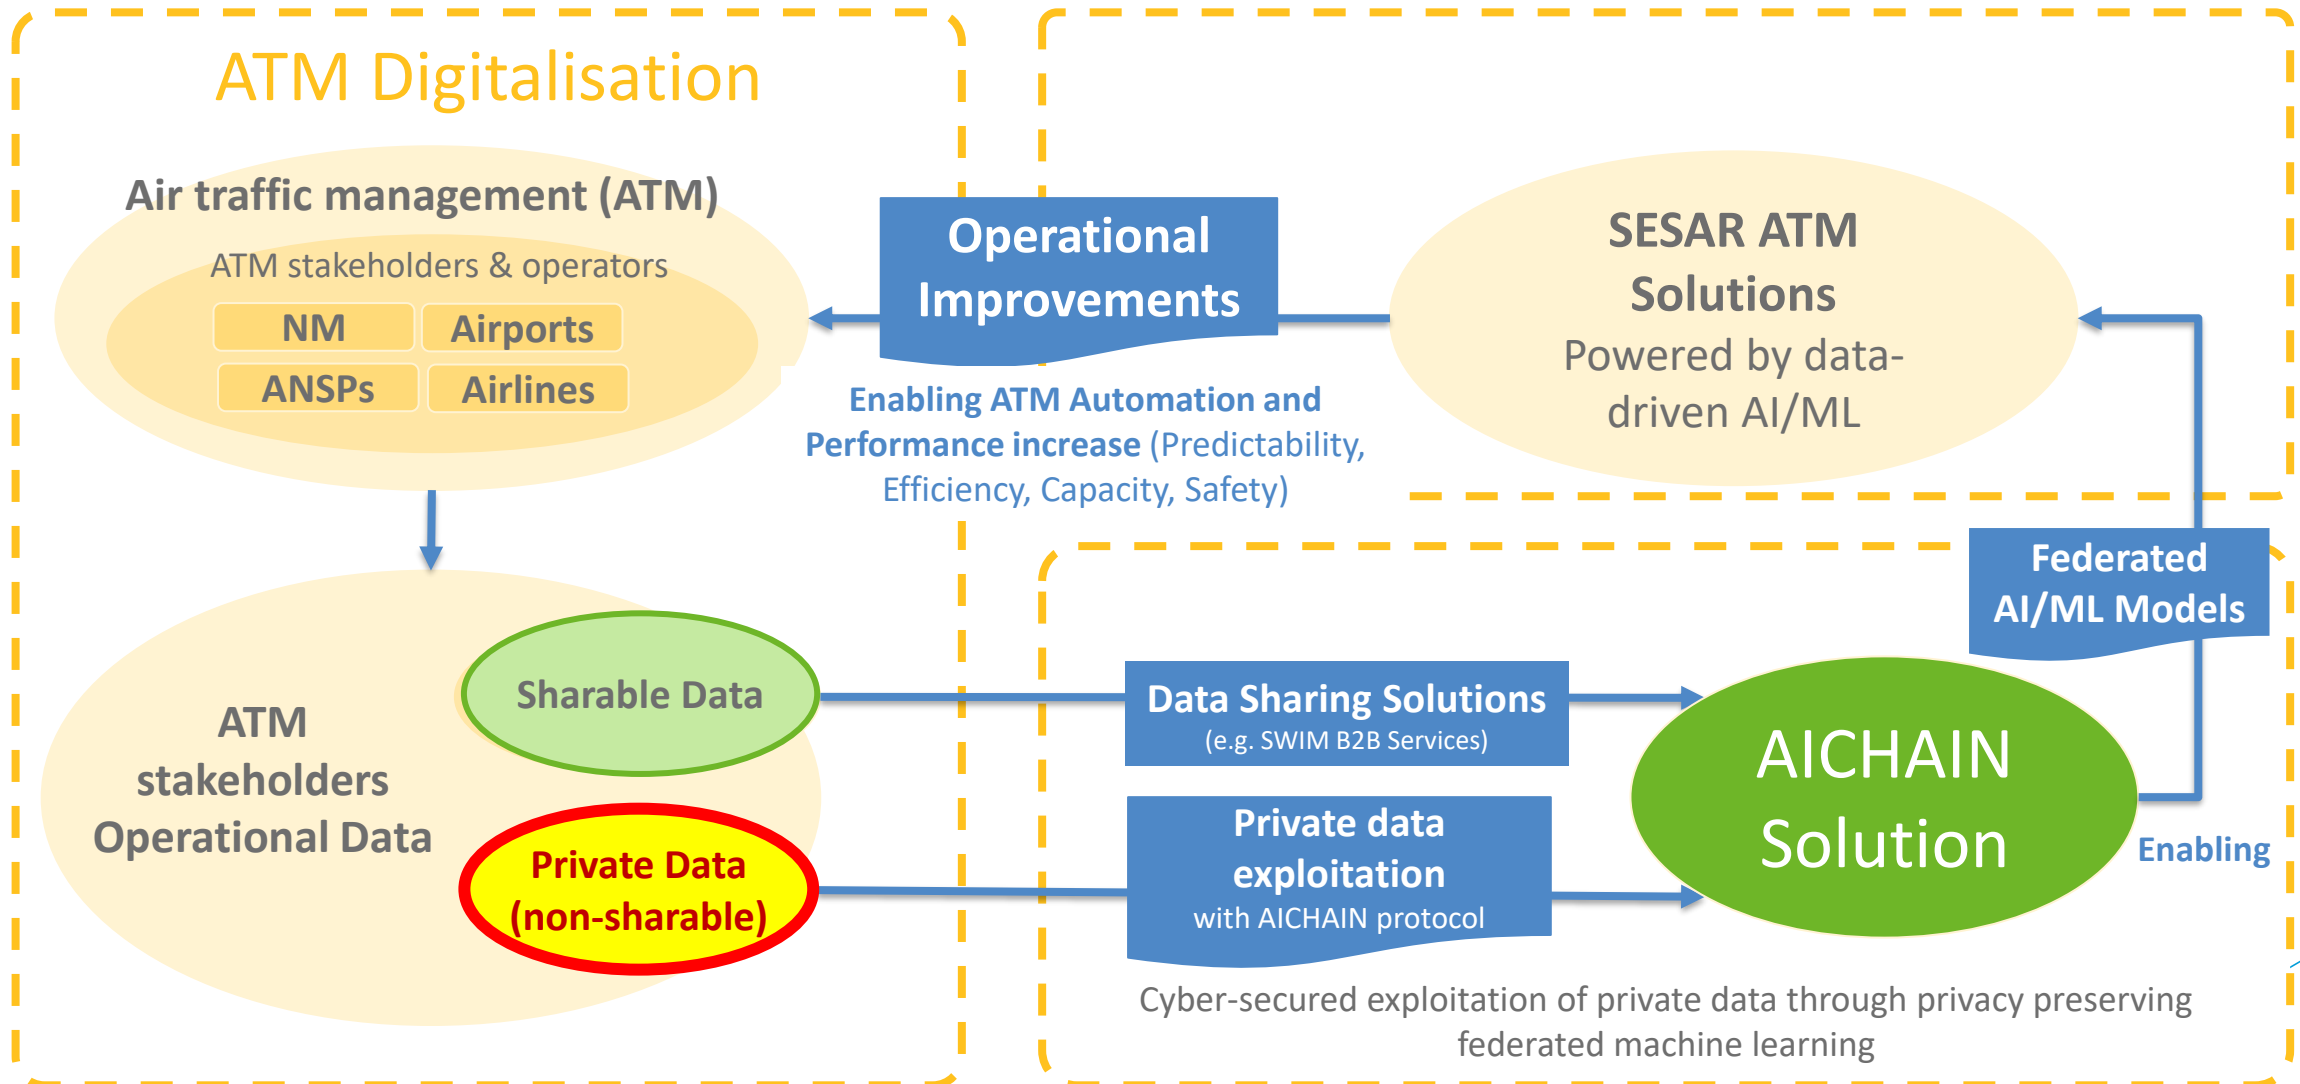 ATM Digitalisation
Air traffic management (ATM)
ATM stakeholders & operators
NM
Airports
ANSPs
Airlines
Operational
Improvements
Enabling ATM Automation and
Performance increase (Predictability,
Efficiency, Capacity, Safety)
SESAR ATM
Solutions
Powered by data-
driven AI/ML
Federated
AI/ML Models
ATM
stakeholders
Operational Data
Sharable Data
Private Data
(non-sharable)
Data Sharing Solutions
(e.g. SWIM B2B Services)
Private data
exploitation
with AICHAIN protocol
AICHAIN
Solution
Enabling
Cyber-secured exploitation of private data through privacy preserving
federated machine learning